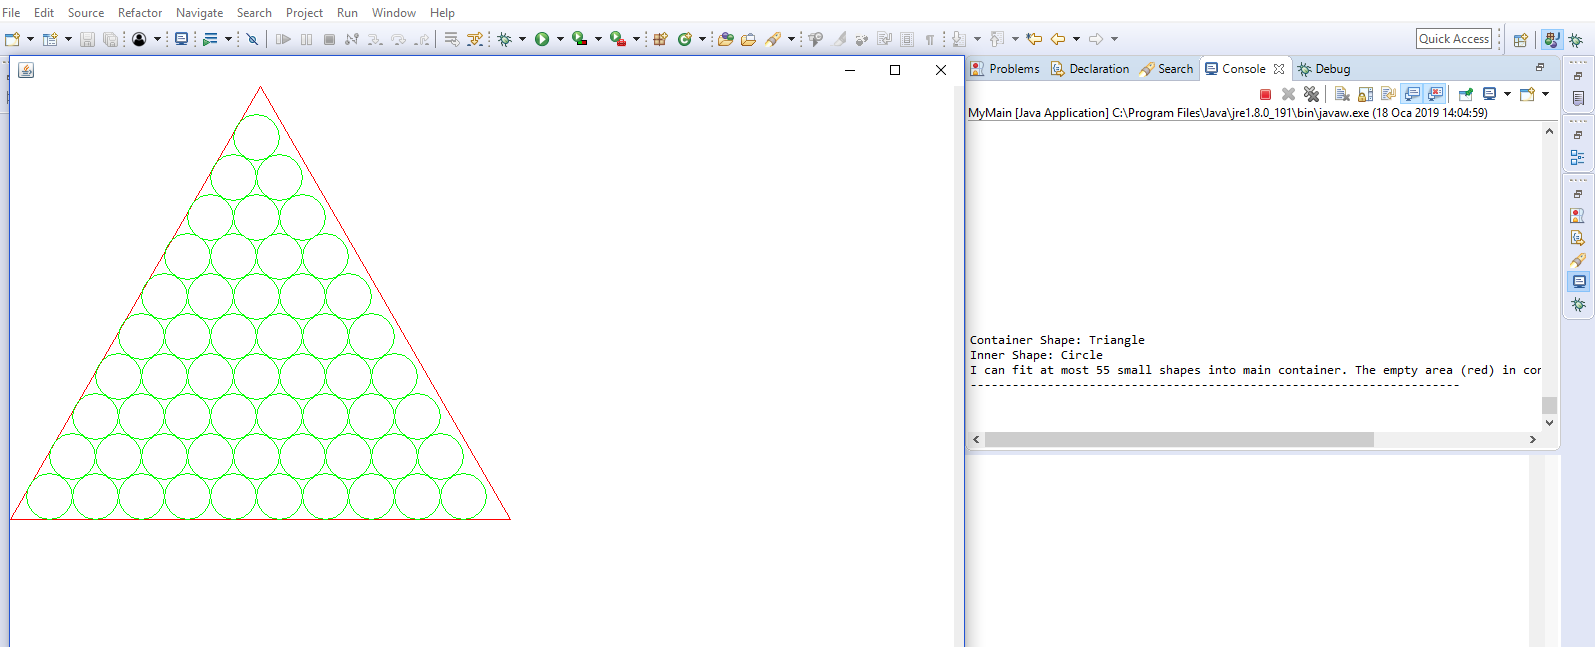 File Edit Source Refactor Navigate Search Project Run Window Help
Quick Access
Problems Declaration Search Console Debug
MyMain [Java Application] C:\Program Files\Java\jre1.8.0_191\bin\javaw.exe (18 Oca 2019 14:04:59)
Container Shape: Triangle
Inner Shape: Circle
I can fit at most 55 small shapes into main container. The empty area (red) in con
----------------------------------------------------------------------